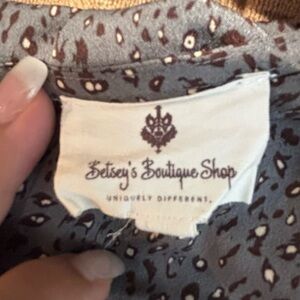 Betsey's Boutique Shop
UNIQUELY DIFFERENT.